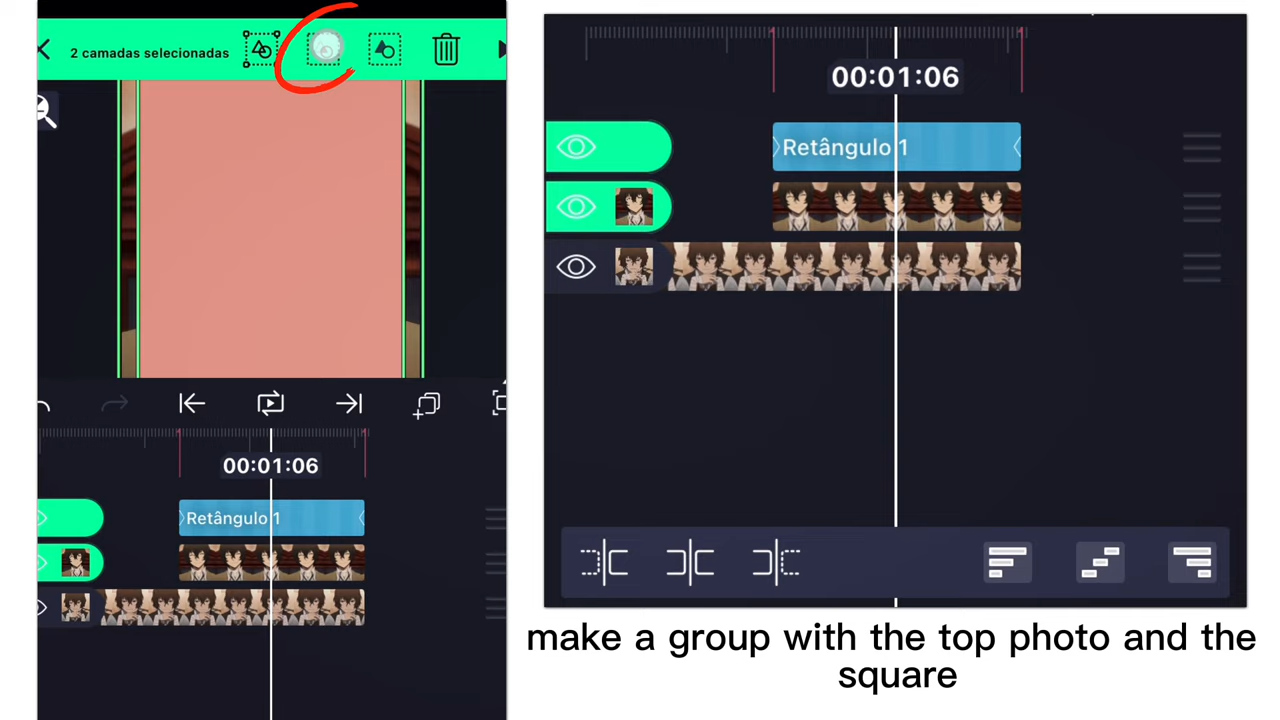 2 camadas selecionadas
00:01:06
Retângulo 1
00:01:06
Retângulo 1
make a group with the top photo and the
square